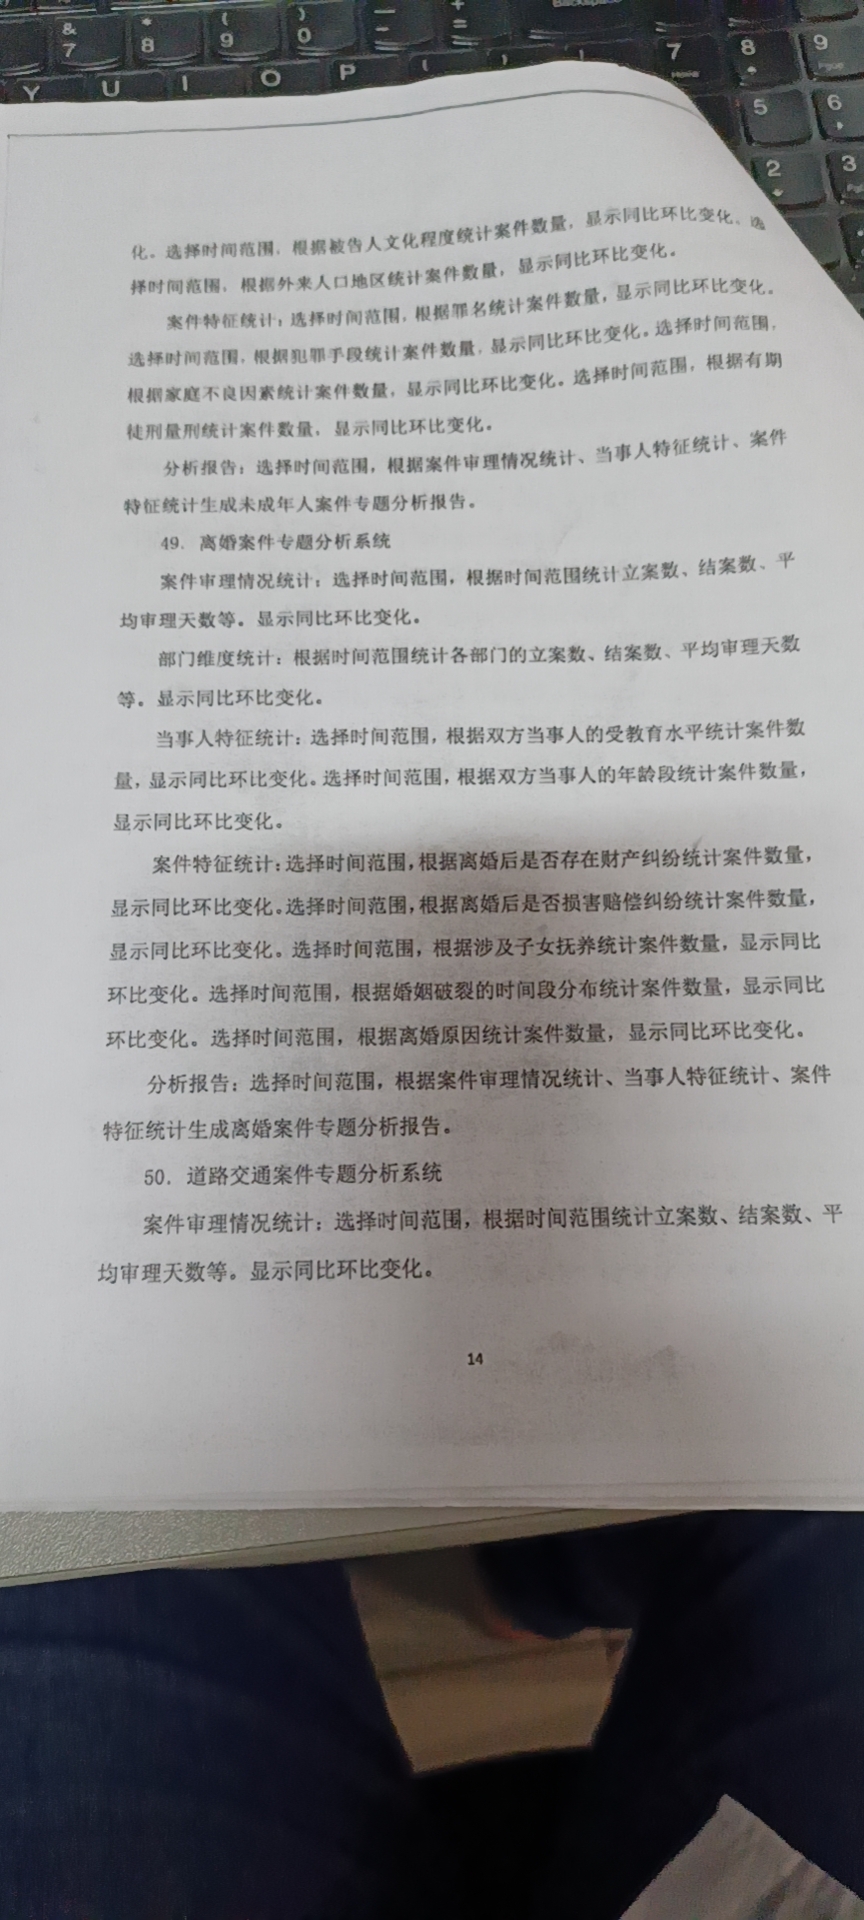 & 7
* 8
( 9
) 0
— -
+ =
Backspace
Y U I O P
7 Home
8
9 PgUp
5
6
2
3
化。选择时间范围，根据被告人文化程度统计案件数量，显示同比环比变化、选
择时间范围，根据外来人口地区统计案件数量，显示同比环比变化。
案件特征统计：选择时间范围，根据罪名统计案件数量，显示同比环比变化。
选择时间范围，根据犯罪手段统计案件数量，显示同比环比变化。选择时间范围，
根据家庭不良因素统计案件数量，显示同比环比变化。选择时间范围，根据有期
徒刑量刑统计案件数量，显示同比环比变化。
分析报告：选择时间范围，根据案件审理情况统计、当事人特征统计、案件
特征统计生成未成年人案件专题分析报告。
49．离婚案件专题分析系统
案件审理情况统计：选择时间范围，根据时间范围统计立案数、结案数、平
均审理天数等。显示同比环比变化。
部门维度统计：根据时间范围统计各部门的立案数、结案数、平均审理天数
等。显示同比环比变化。
当事人特征统计：选择时间范围，根据双方当事人的受教育水平统计案件数
量，显示同比环比变化。选择时间范围，根据双方当事人的年龄段统计案件数量，
显示同比环比变化。
案件特征统计：选择时间范围，根据离婚后是否存在财产纠纷统计案件数量，
显示同比环比变化。选择时间范围，根据离婚后是否损害赔偿纠纷统计案件数量，
显示同比环比变化。选择时间范围，根据涉及子女抚养统计案件数量，显示同比
环比变化。选择时间范围，根据婚姻破裂的时间段分布统计案件数量，显示同比
环比变化。选择时间范围，根据离婚原因统计案件数量，显示同比环比变化。
分析报告：选择时间范围，根据案件审理情况统计、当事人特征统计、案件
特征统计生成离婚案件专题分析报告。
50．道路交通案件专题分析系统
案件审理情况统计：选择时间范围，根据时间范围统计立案数、结案数、平
均审理天数等。显示同比环比变化。
14